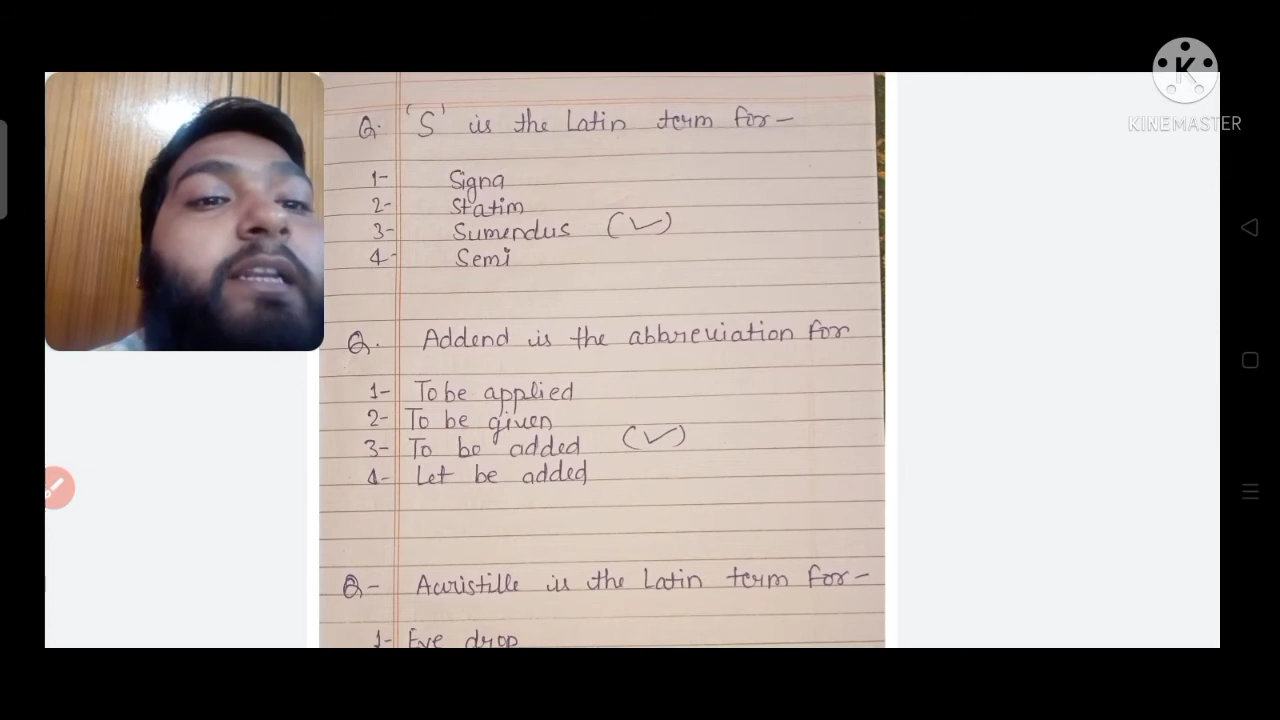 KINEMASTER
Q. 'S' is the Latin term for-
1- Signa
2- Statim
3- Sumendus (✓)
4- Semi
Q. Addend is the abbreviation for
1- To be applied
2- To be given
3- To be added (✓)
4- Let be added
Q- Auristille is the Latin term for-
1- Eye drop